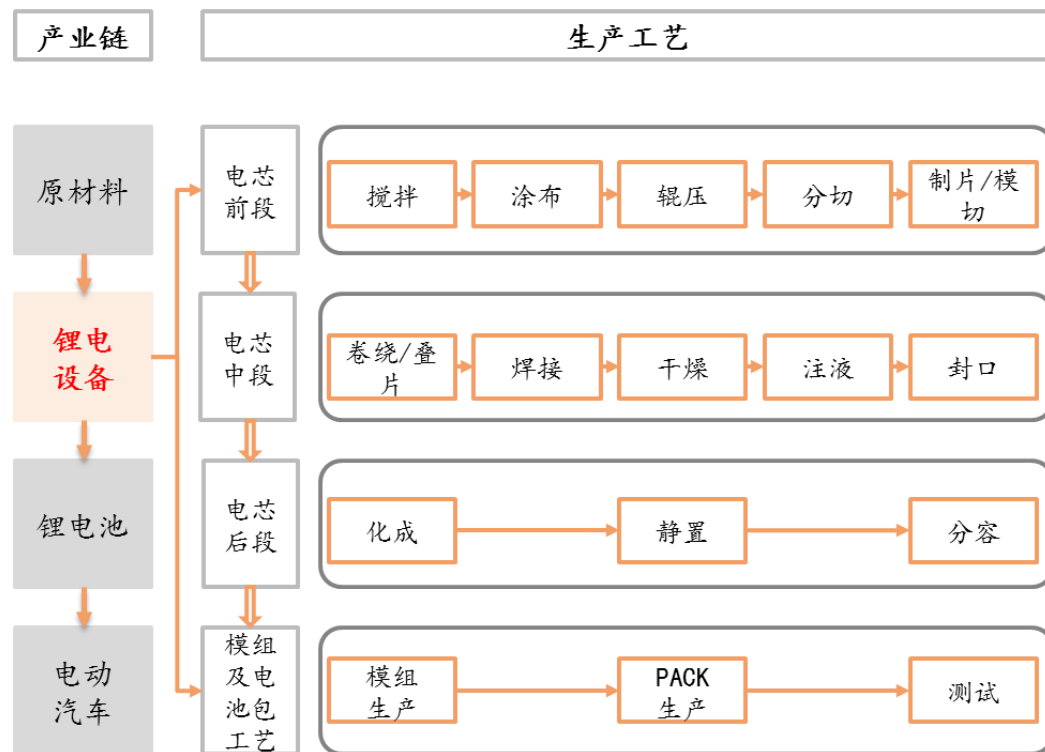 产业链
生产工艺
原材料
电芯
前段
搅拌
涂布
辊压
分切
制片/模
切
锂电
设备
电芯
中段
卷绕/叠
片
焊接
干燥
注液
封口
锂电池
电芯
后段
化成
静置
分容
电动
汽车
模组
及电
池包
工艺
模组
生产
PACK
生产
测试